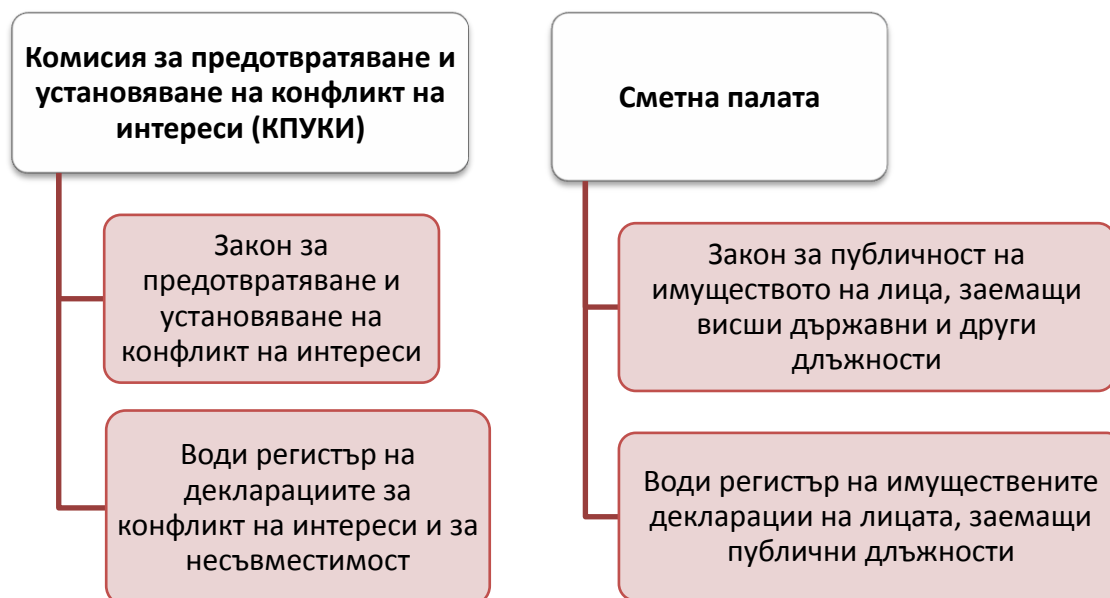 Комисия за предотвратяване и
установяване на конфликт на
интереси (КПУКИ)
Закон за
предотвратяване и
установяване на
конфликт на интереси
Води регистър на
декларациите за
конфликт на интереси и за
несъвместимост
Сметна палата
Закон за публичност на
имуществото на лица, заемащи
висши държавни и други
длъжности
Води регистър на имуществените
декларации на лицата, заемащи
публични длъжности